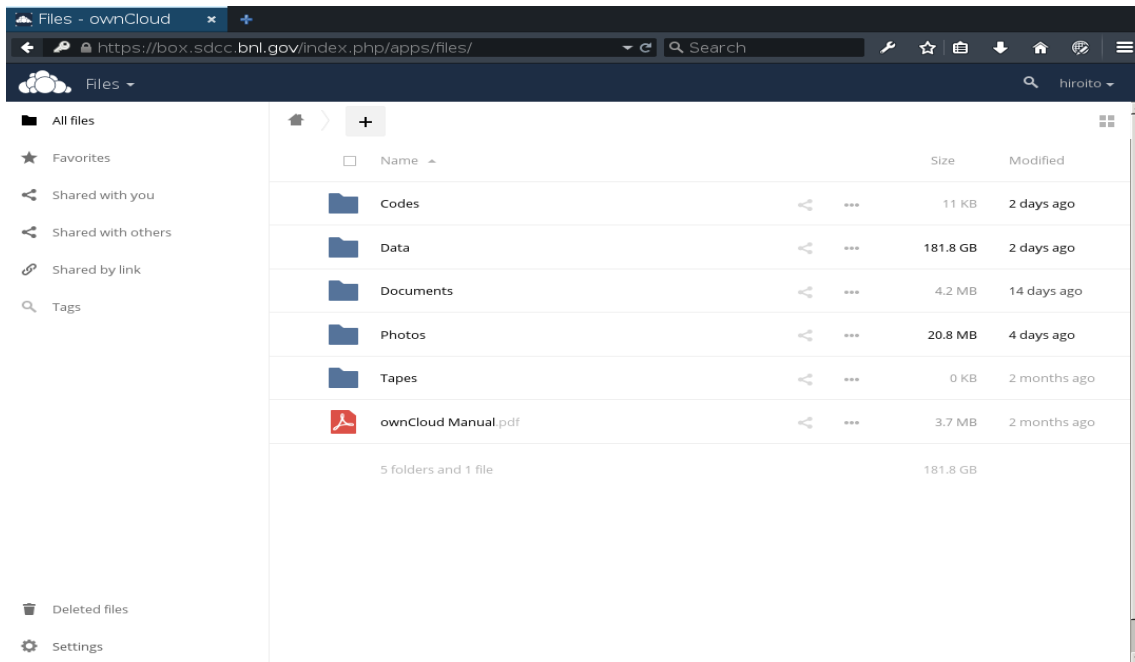 Files - ownCloud
https://box.sdcc.bnl.gov/index.php/apps/files/ Search
Files hiroito
All files
Favorites
Shared with you
Shared with others
Shared by link
Tags
Deleted files
Settings
Name Size Modified
Codes 11 KB 2 days ago
Data 181.8 GB 2 days ago
Documents 4.2 MB 14 days ago
Photos 20.8 MB 4 days ago
Tapes 0 KB 2 months ago
ownCloud Manual.pdf 3.7 MB 2 months ago
5 folders and 1 file 181.8 GB